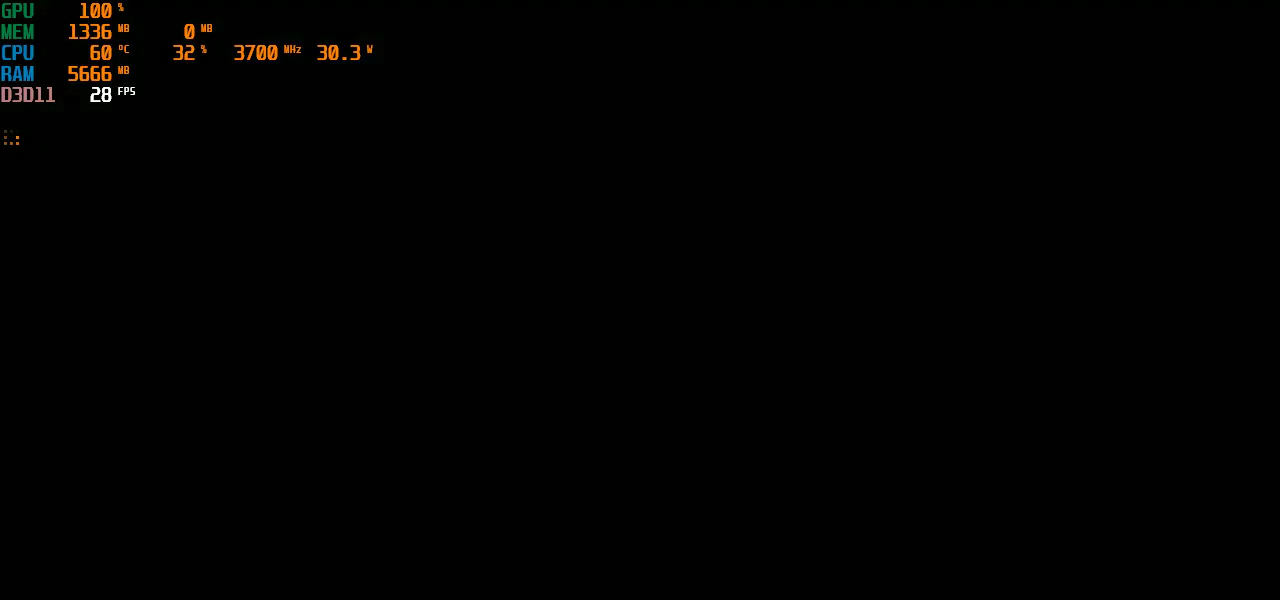 GPU 100 %
MEM 1336 MB 0 MB
CPU 60 °C 32 % 3700 MHz 30.3 W
RAM 5666 MB
D3D11 28 FPS